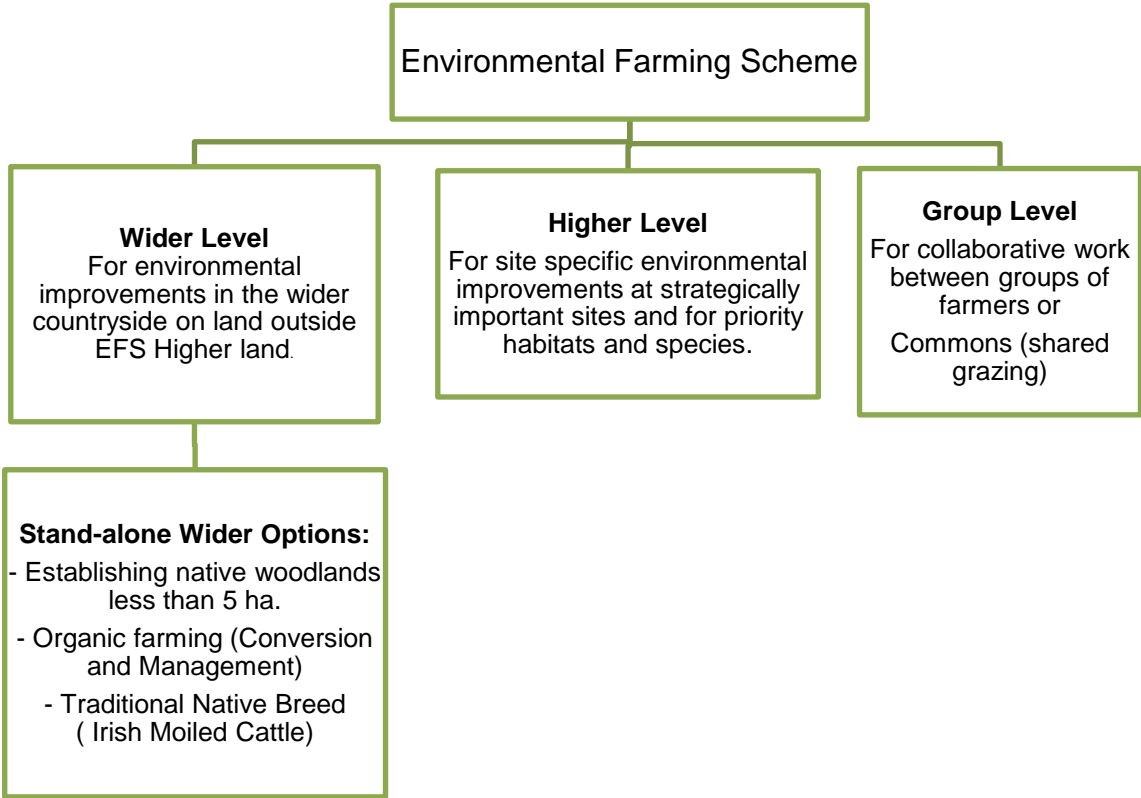 Environmental Farming Scheme
Wider Level
For environmental
improvements in the wider
countryside on land outside
EFS Higher land.
Higher Level
For site specific environmental
improvements at strategically
important sites and for priority
habitats and species.
Group Level
For collaborative work
between groups of
farmers or
Commons (shared
grazing)
Stand-alone Wider Options:
- Establishing native woodlands
less than 5 ha.
- Organic farming (Conversion
and Management)
- Traditional Native Breed
( Irish Moiled Cattle)